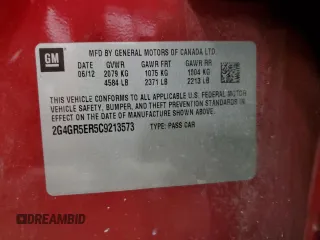 GM
MFD BY GENERAL MOTORS OF CANADA LTD.
DATE GVWR GAWR FRT GAWR RR
06/12 2079 KG 1075 KG 1004 KG
4584 LB 2371 LB 2213 LB
THIS VEHICLE CONFORMS TO ALL APPLICABLE U.S. FEDERAL MOTOR
VEHICLE SAFETY, BUMPER, AND THEFT PREVENTION STANDARDS IN
EFFECT ON THE DATE OF MANUFACTURE SHOWN ABOVE.
2G4GR5ER5C9213573 TYPE: PASS CAR
AUTOBIDMASTER